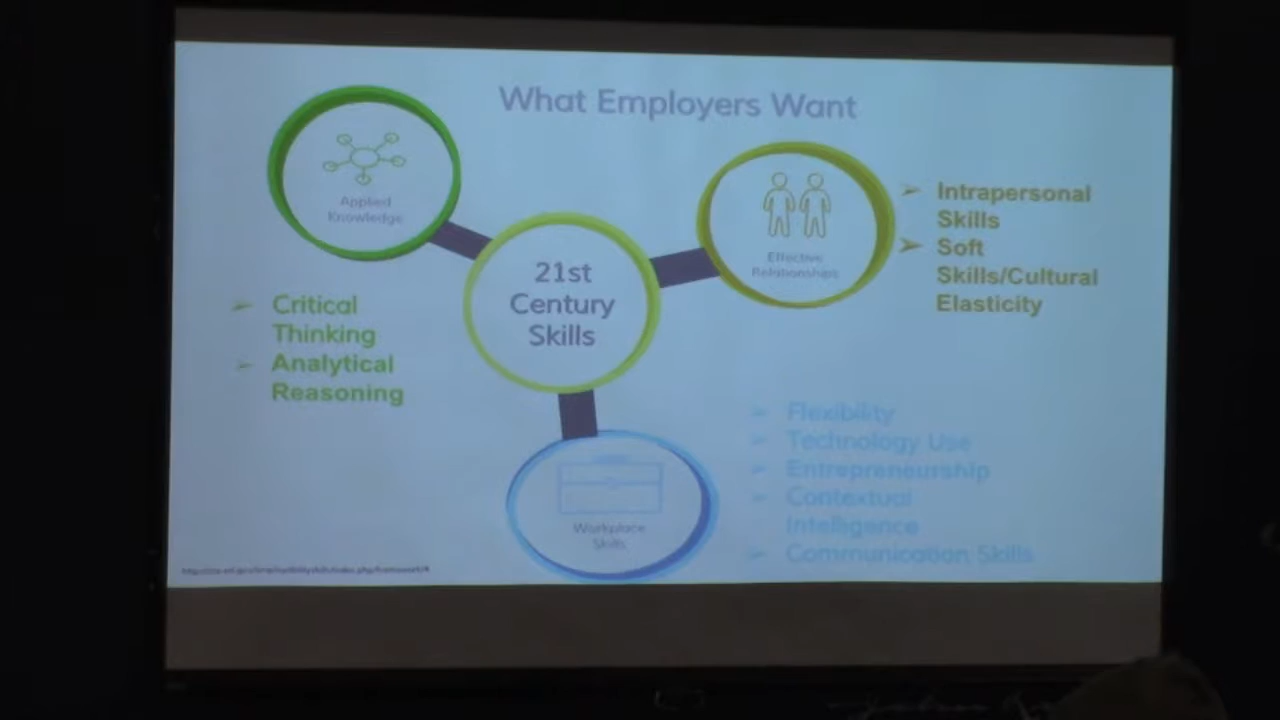 What Employers Want
Applied
Knowledge
Critical
Thinking
Analytical
Reasoning
21st
Century
Skills
Effective
Relationships
Intrapersonal
Skills
Soft
Skills/Cultural
Elasticity
Workplace
Skills
Flexibility
Technology Use
Entrepreneurship
Contextual
Intelligence
Communication Skills